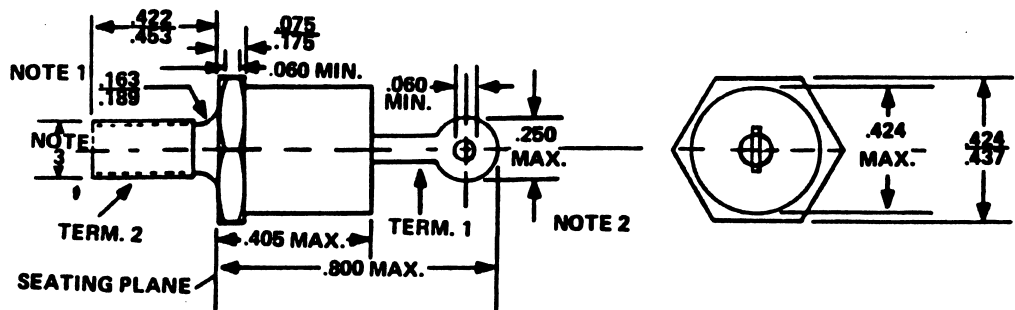 .422
.453
.075
.175
NOTE 1
.060 MIN.
.163
.189
.060
MIN.
NOTE
3
.250
MAX.
.424
MAX.
.424
.437
TERM. 2
.405 MAX.
TERM. 1
NOTE 2
.800 MAX.
SEATING PLANE